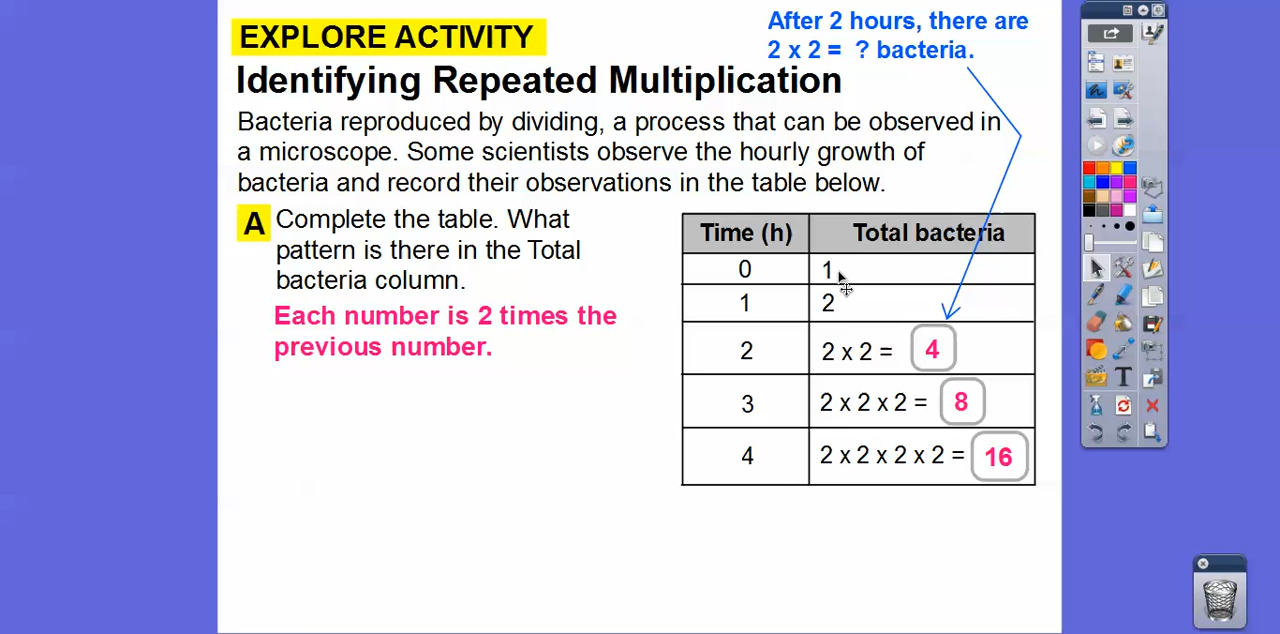 EXPLORE ACTIVITY
After 2 hours, there are
2 x 2 = ? bacteria.
Identifying Repeated Multiplication
Bacteria reproduced by dividing, a process that can be observed in
a microscope. Some scientists observe the hourly growth of
bacteria and record their observations in the table below.
A Complete the table. What
pattern is there in the Total
bacteria column.
Each number is 2 times the
previous number.
Time (h) Total bacteria
0 1
1 2
2 2 x 2 = 4
3 2 x 2 x 2 = 8
4 2 x 2 x 2 x 2 = 16